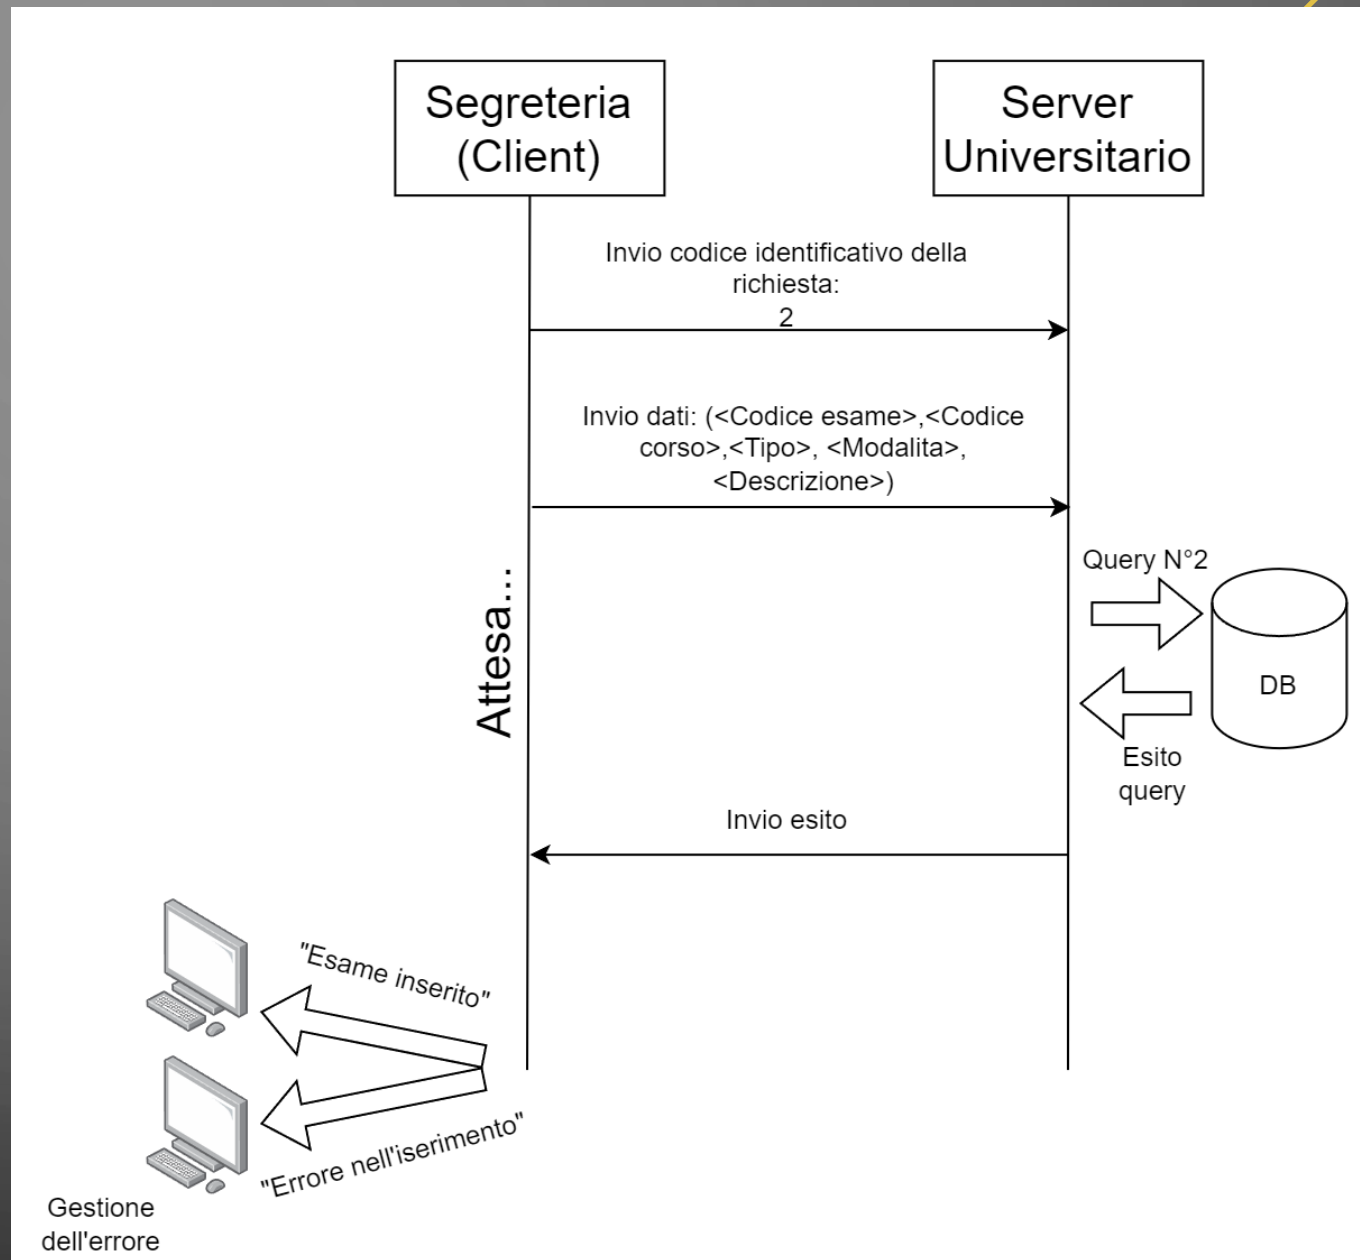 Segreteria
(Client)
Server
Universitario
Invio codice identificativo della
richiesta:
2
Invio dati: (<Codice esame>,<Codice
corso>,<Tipo>, <Modalita>,
<Descrizione>)
Attesa...
Query N°2
DB
Esito
query
Invio esito
"Esame inserito"
"Errore nell'iserimento"
Gestione
dell'errore